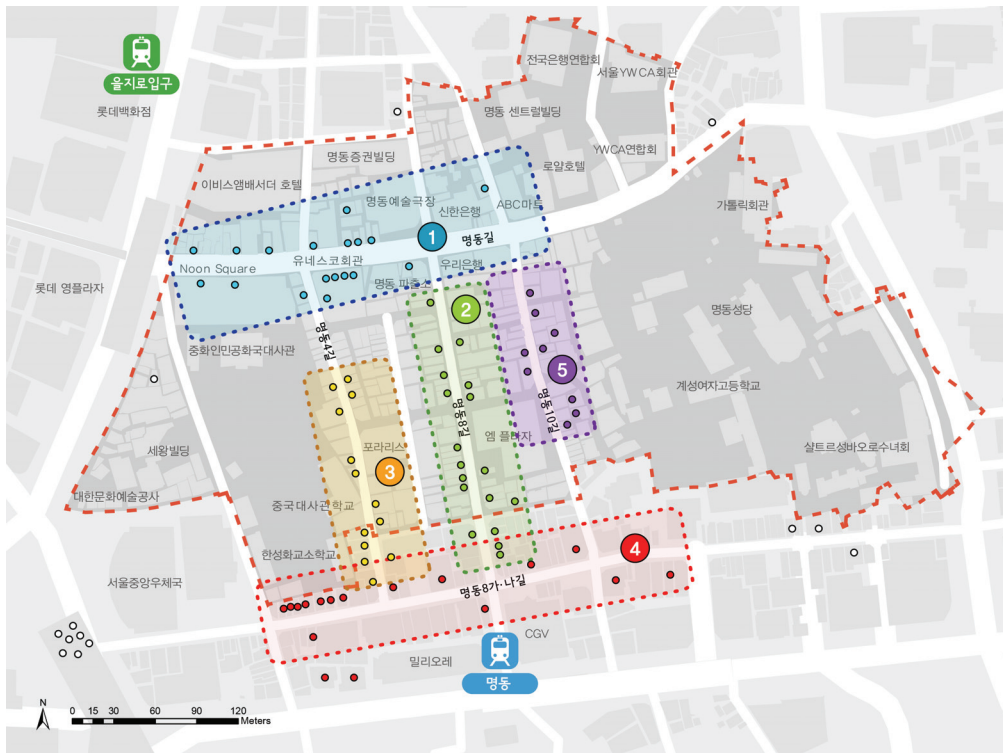 전국은행연합회
서울YWCA회관
을지로입구
롯데백화점
명동 센트럴빌딩
명동증권빌딩
YWCA연합회
로얄호텔
이비스앰배서더 호텔
가톨릭회관
명동예술극장
신한은행
ABC마트
1
명동길
유네스코회관
우리은행
Noon Square
명동 파출소
롯데 영플라자
2
명동성당
명동4길
중화인민공화국대사관
5
계성여자고등학교
명동8길
명동10길
엠 플라자
포라리스
3
세왕빌딩
샬트르성바오로수녀회
대한문화예술공사
중국대사관학교
4
한성화교소학교
서울중앙우체국
명동8가·나길
CGV
밀리오레
명동
N
0 15 30 60 90 120
Meters